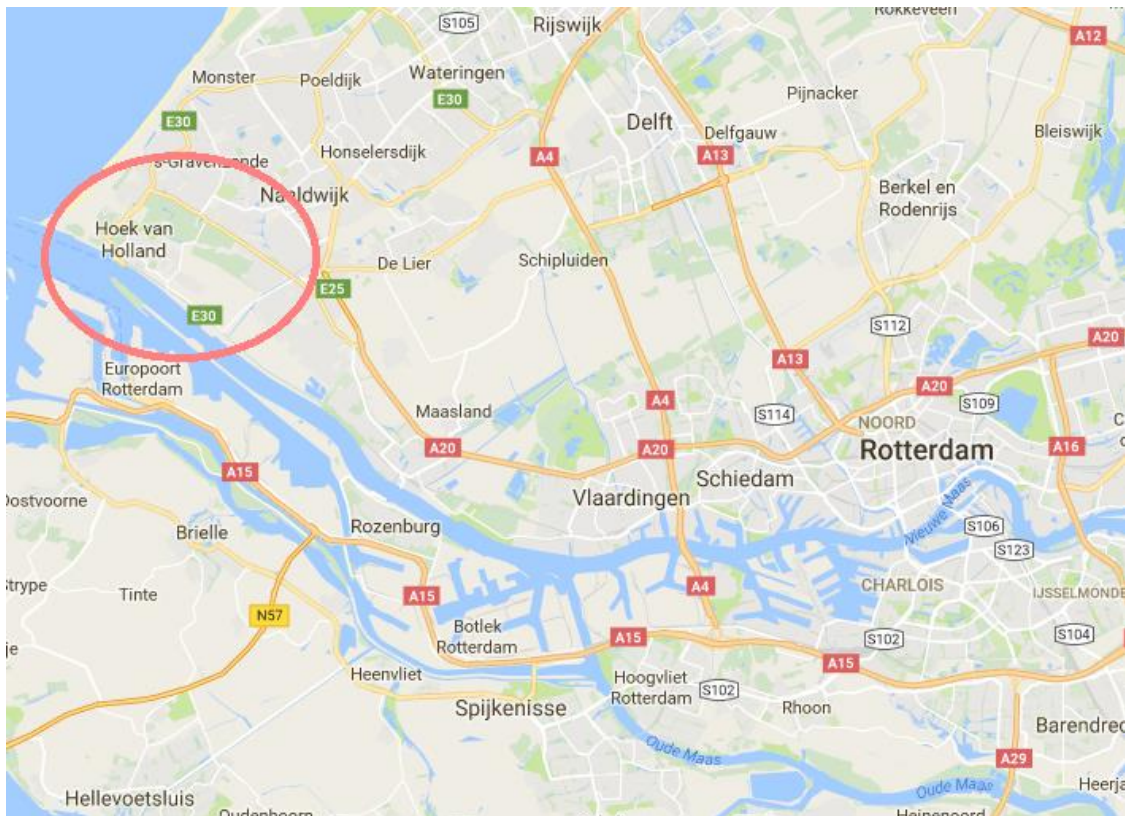 Rokkeveen
S105
Rijswijk
A12
Monster
Poeldijk
Wateringen
E30
Pijnacker
E30
Delft
Delfgauw
Bleiswijk
Honselersdijk
A4
A13
's-Gravenzande
Naaldwijk
Berkel en
Rodenrijs
Hoek van
Holland
De Lier
Schipluiden
E25
E30
S112
A20
Europoort
Rotterdam
A13
A20
A4
S109
Maasland
S114
NOORD
A20
A20
Rotterdam
A16
A15
Schiedam
Vlaardingen
Oostvoorne
Rozenburg
Brielle
Nieuwe Maas
S106
S123
Strype
Tinte
A15
A4
CHARLOIS
IJSSELMONDE
N57
Botlek
Rotterdam
A15
S102
S104
A15
Heenvliet
Hoogvliet
Rotterdam
S102
Spijkenisse
Rhoon
Barendrec
Oude Maas
A29
Oude Maas
Heerja
Hellevoetsluis
Oudenhoorn
Heinenoord